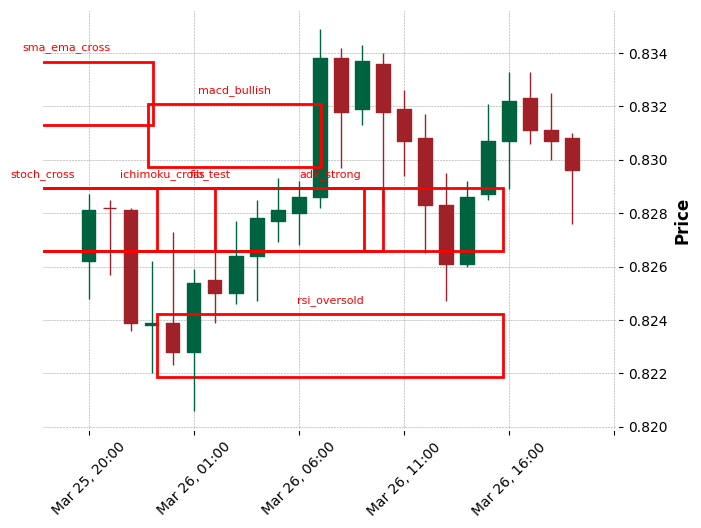 sma_ema_cross
macd_bullish
stoch_cross
ichimoku_cross
adx_strong
rsi_oversold
0.834
0.832
0.830
0.828
0.826
0.824
0.822
0.820
Price
Mar 25, 20:00
Mar 26, 01:00
Mar 26, 06:00
Mar 26, 11:00
Mar 26, 16:00